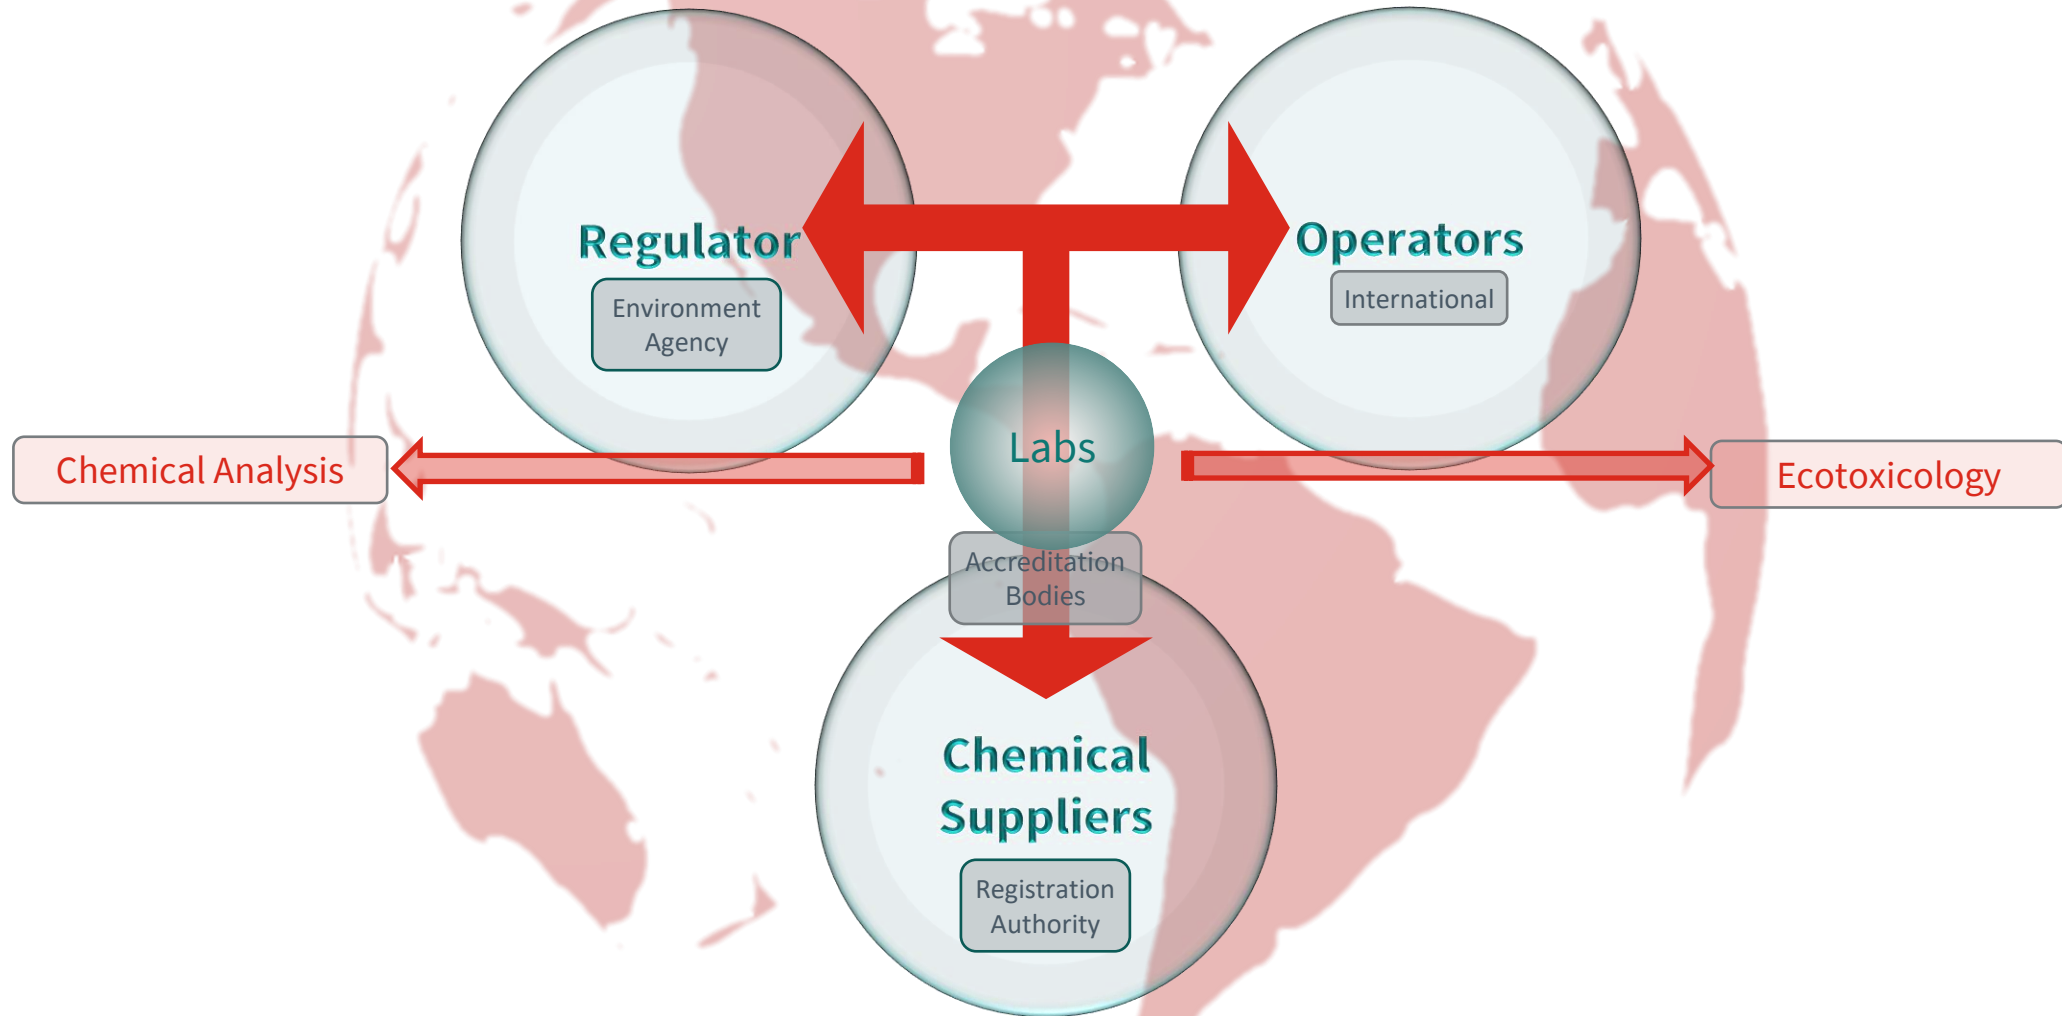 Regulator
Environment
Agency
Operators
International
Labs
Chemical Analysis
Ecotoxicology
Accreditation
Bodies
Chemical
Suppliers
Registration
Authority